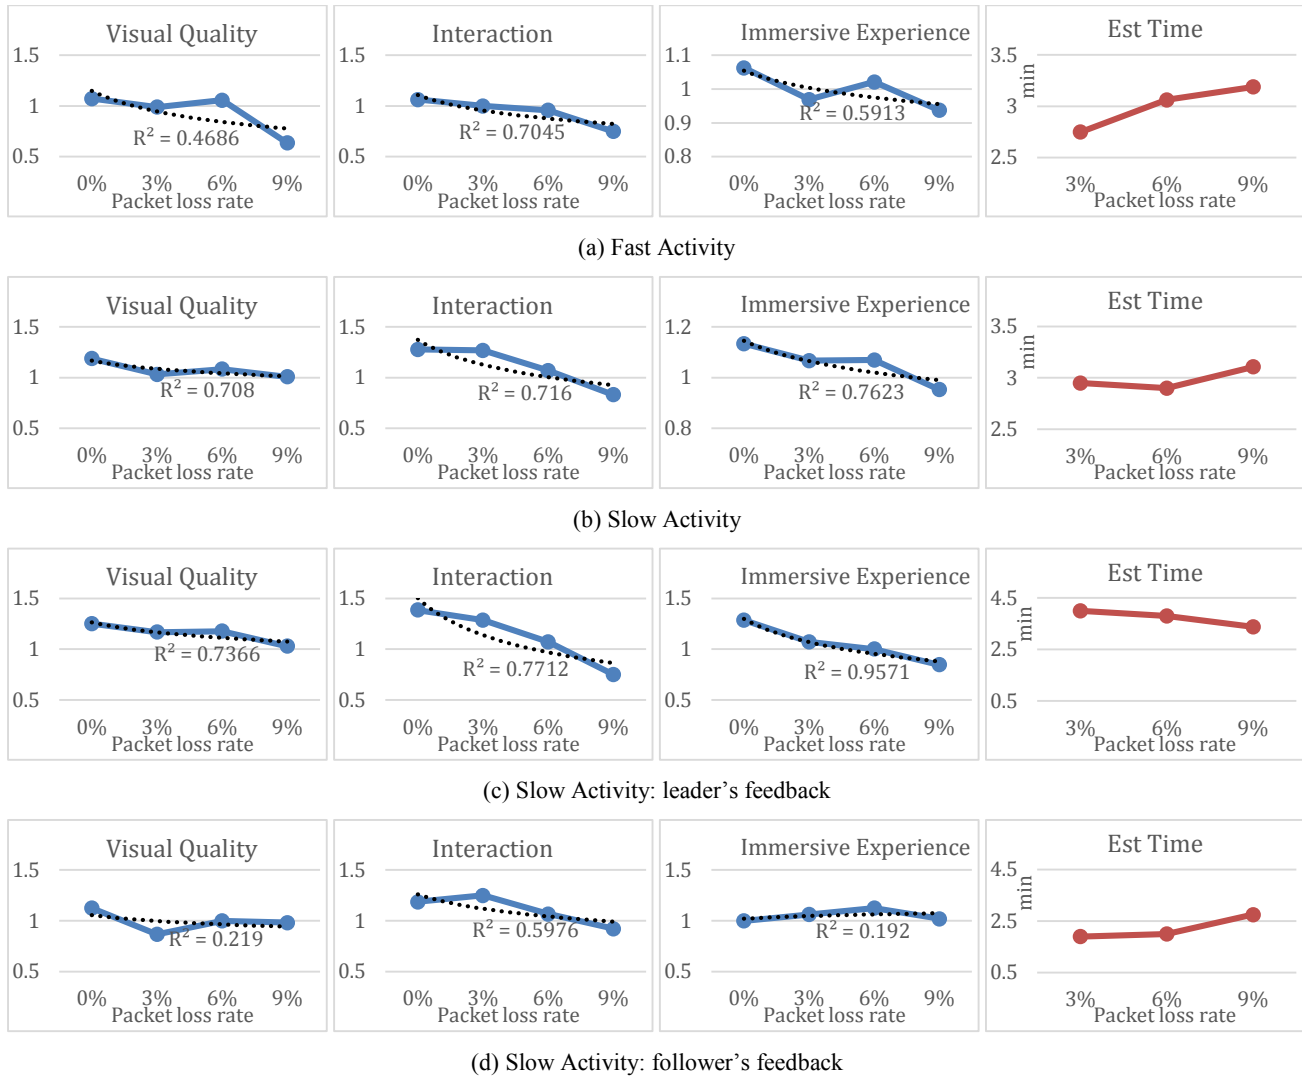 Visual Quality
1.5
1
0.5
R² = 0.4686
0% 3% 6% 9%
Packet loss rate
Interaction
1.5
1
0.5
R² = 0.7045
0% 3% 6% 9%
Packet loss rate
Immersive Experience
1.1
1
0.9
0.8
R² = 0.5913
0% 3% 6% 9%
Packet loss rate
Est Time
3.5
3
2.5
min
3% 6% 9%
Packet loss rate
(a) Fast Activity
Visual Quality
1.5
1
0.5
R² = 0.708
0% 3% 6% 9%
Packet loss rate
Interaction
1.5
1
0.5
R² = 0.716
0% 3% 6% 9%
Packet loss rate
Immersive Experience
1.2
1
0.8
R² = 0.7623
0% 3% 6% 9%
Packet loss rate
Est Time
3.5
3
2.5
min
3% 6% 9%
Packet loss rate
(b) Slow Activity
Visual Quality
1.5
1
0.5
R² = 0.7366
0% 3% 6% 9%
Packet loss rate
Interaction
1.5
1
0.5
R² = 0.7712
0% 3% 6% 9%
Packet loss rate
Immersive Experience
1.5
1
0.5
R² = 0.9571
0% 3% 6% 9%
Packet loss rate
Est Time
4.5
2.5
0.5
min
3% 6% 9%
Packet loss rate
(c) Slow Activity: leader’s feedback
Visual Quality
1.5
1
0.5
R² = 0.219
0% 3% 6% 9%
Packet loss rate
Interaction
1.5
1
0.5
R² = 0.5976
0% 3% 6% 9%
Packet loss rate
Immersive Experience
1.5
1
0.5
R² = 0.192
0% 3% 6% 9%
Packet loss rate
Est Time
4.5
2.5
0.5
min
3% 6% 9%
Packet loss rate
(d) Slow Activity: follower’s feedback